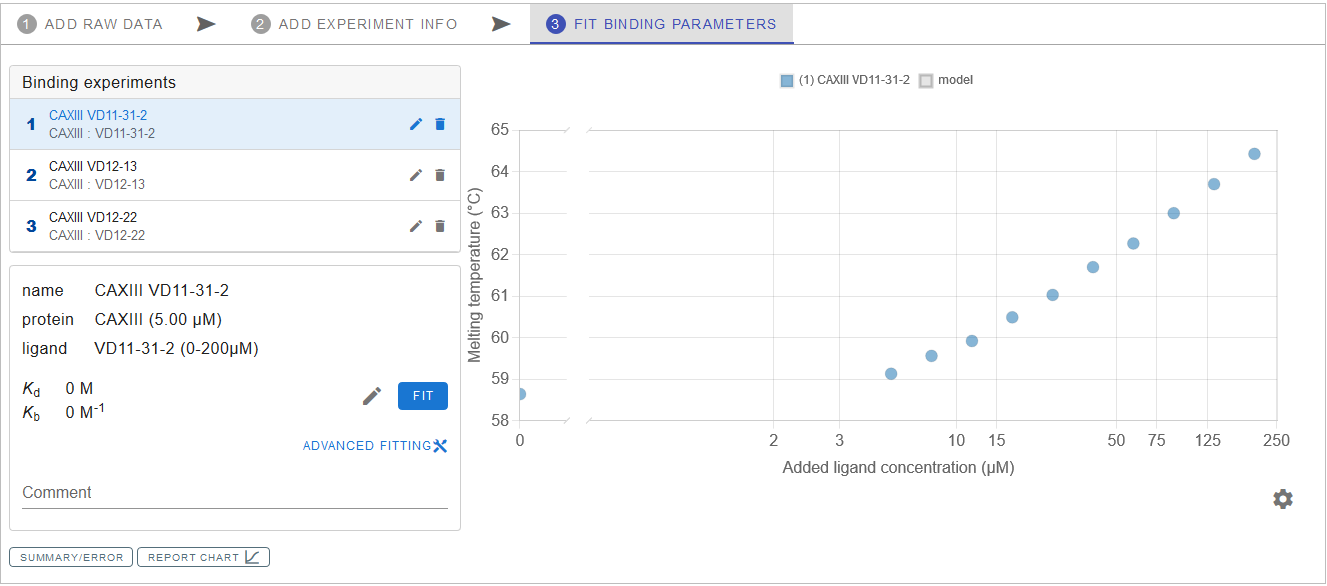 1 ADD RAW DATA 2 ADD EXPERIMENT INFO 3 FIT BINDING PARAMETERS
Binding experiments
1 CAXIII VD11-31-2
CAXIII : VD11-31-2
2 CAXIII VD12-13
CAXIII : VD12-13
3 CAXIII VD12-22
CAXIII : VD12-22
name CAXIII VD11-31-2
protein CAXIII (5.00 μM)
ligand VD11-31-2 (0-200μM)
Kd 0 M
Kb 0 M-1
FIT
ADVANCED FITTING
Comment
SUMMARY/ERROR REPORT CHART
(1) CAXIII VD11-31-2 model
Melting temperature (°C)
65
64
63
62
61
60
59
58
0 2 3 10 15 50 75 125 250
Added ligand concentration (μM)